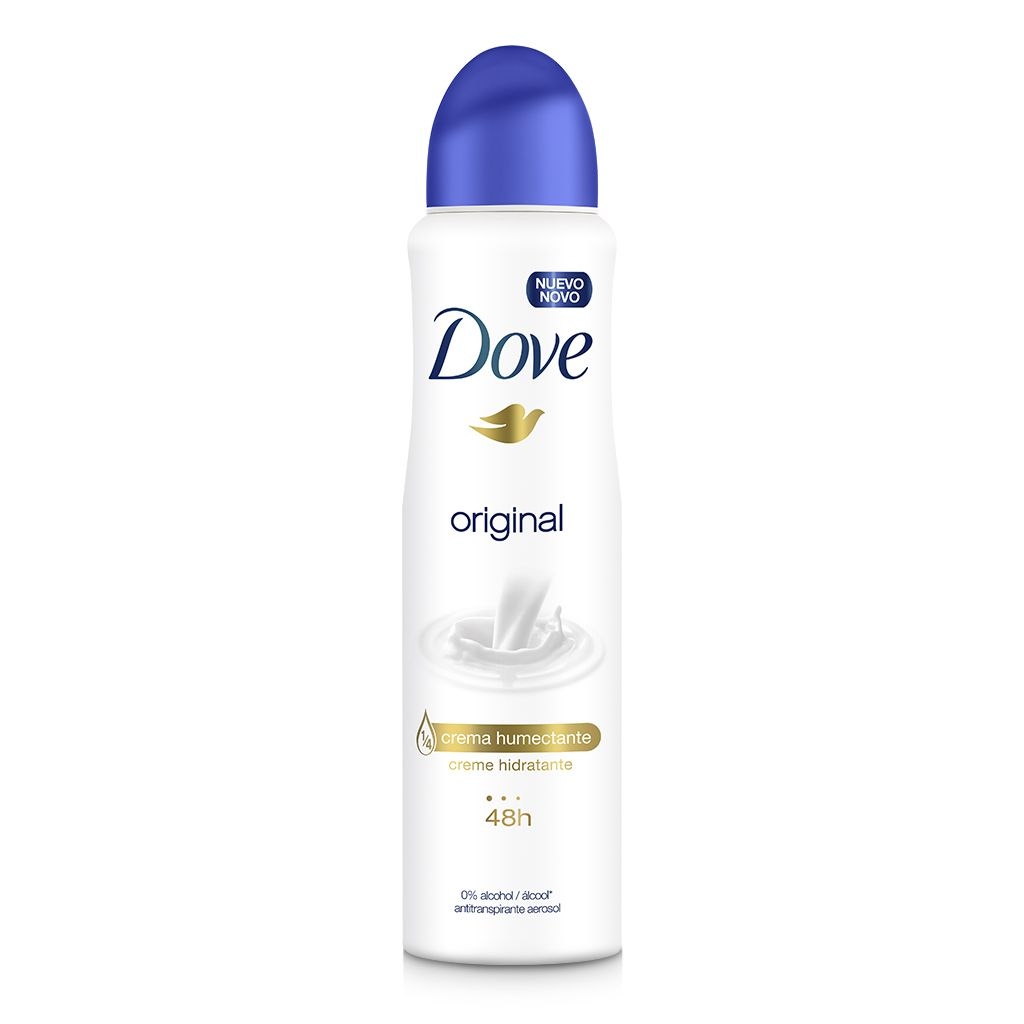 NUEVO
NOVO
Dove
original
1/4 crema humectante
creme hidratante
48h
0% alcohol / álcool*
antitranspirante aerosol